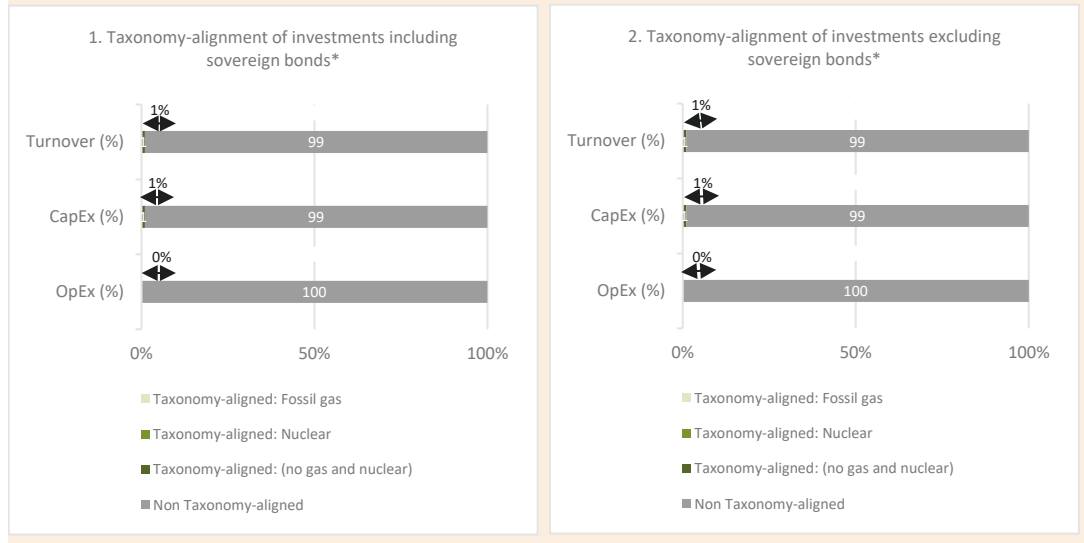 1. Taxonomy-alignment of investments including
sovereign bonds*
1%
Turnover (%)
1
99
1%
CapEx (%)
1
99
0%
OpEx (%)
100
0%
50%
100%
Taxonomy-aligned: Fossil gas
Taxonomy-aligned: Nuclear
Taxonomy-aligned: (no gas and nuclear)
Non Taxonomy-aligned
2. Taxonomy-alignment of investments excluding
sovereign bonds*
1%
Turnover (%)
1
99
1%
CapEx (%)
1
99
0%
OpEx (%)
100
0%
50%
100%
Taxonomy-aligned: Fossil gas
Taxonomy-aligned: Nuclear
Taxonomy-aligned: (no gas and nuclear)
Non Taxonomy-aligned